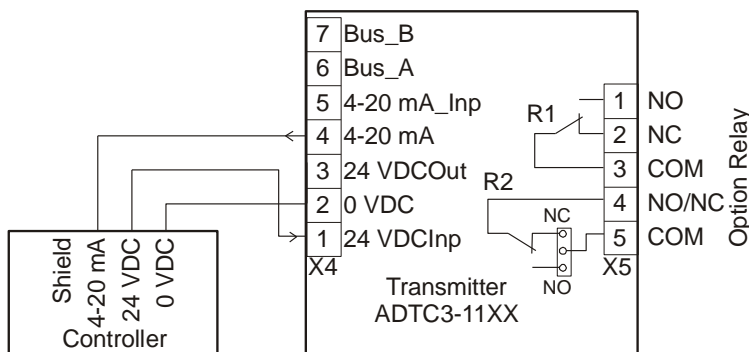 7 Bus_B
6 Bus_A
5 4-20 mA_Inp
4 4-20 mA
3 24 VDCOut
2 0 VDC
1 24 VDCInp
X4
R1
R2
NC
NO
1 NO
2 NC
3 COM
4 NO/NC
5 COM
X5
Option Relay
Transmitter
ADTC3-11XX
Shield
4-20 mA
24 VDC
0 VDC
Controller